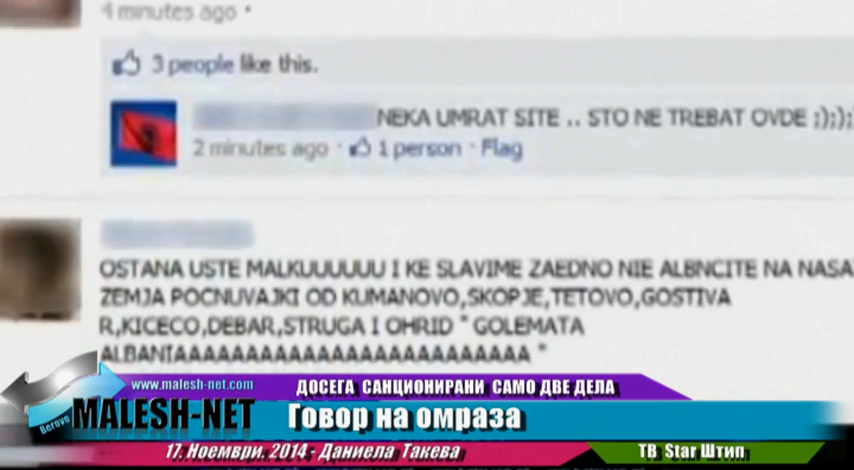 4 minutes ago ·
3 people like this.
NEKA UMRAT SITE .. STO NE TREBAT OVDE ;););
2 minutes ago · 1 person · Flag
OSTANA USTE MALKUUUUUU I KE SLAVIME ZAEDNO NIE ALBNCITE NA NASA
ZEMJA POCNUVAJKI OD KUMANOVO,SKOPJE,TETOVO,GOSTIVA
R,KICECO,DEBAR,STRUGA I OHRID " GOLEMATA
ALBANIAAAAAAAAAAAAAAAAAAAAAAAAAAA "
www.malesh-net.com
ДОСЕГА САНКЦИОНИРАНИ САМО ДВЕ ДЕЛА
Berovo
MALESH-NET
Говор на омраза
17. Ноември. 2014 - Даниела Такева
ТВ Star Штип